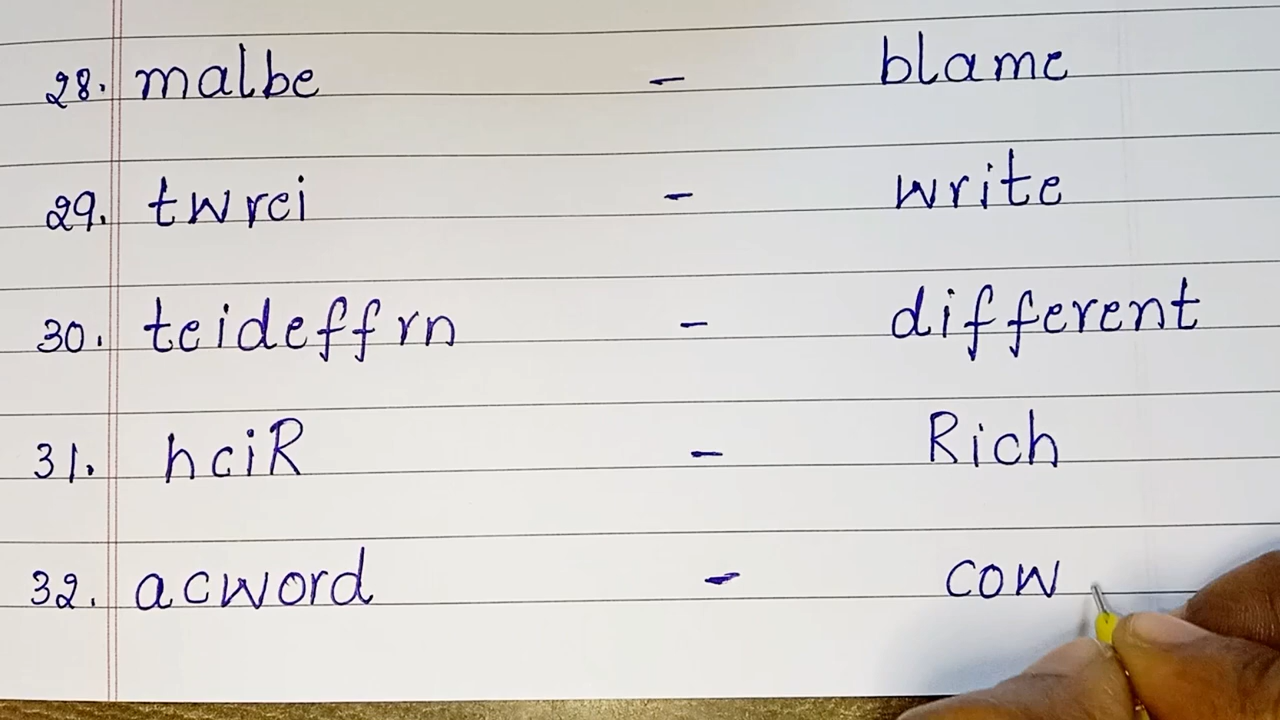 28. malbe - blame
29. twrei - write
30. teideffrn - different
31. hciR - Rich
32. acword - cow